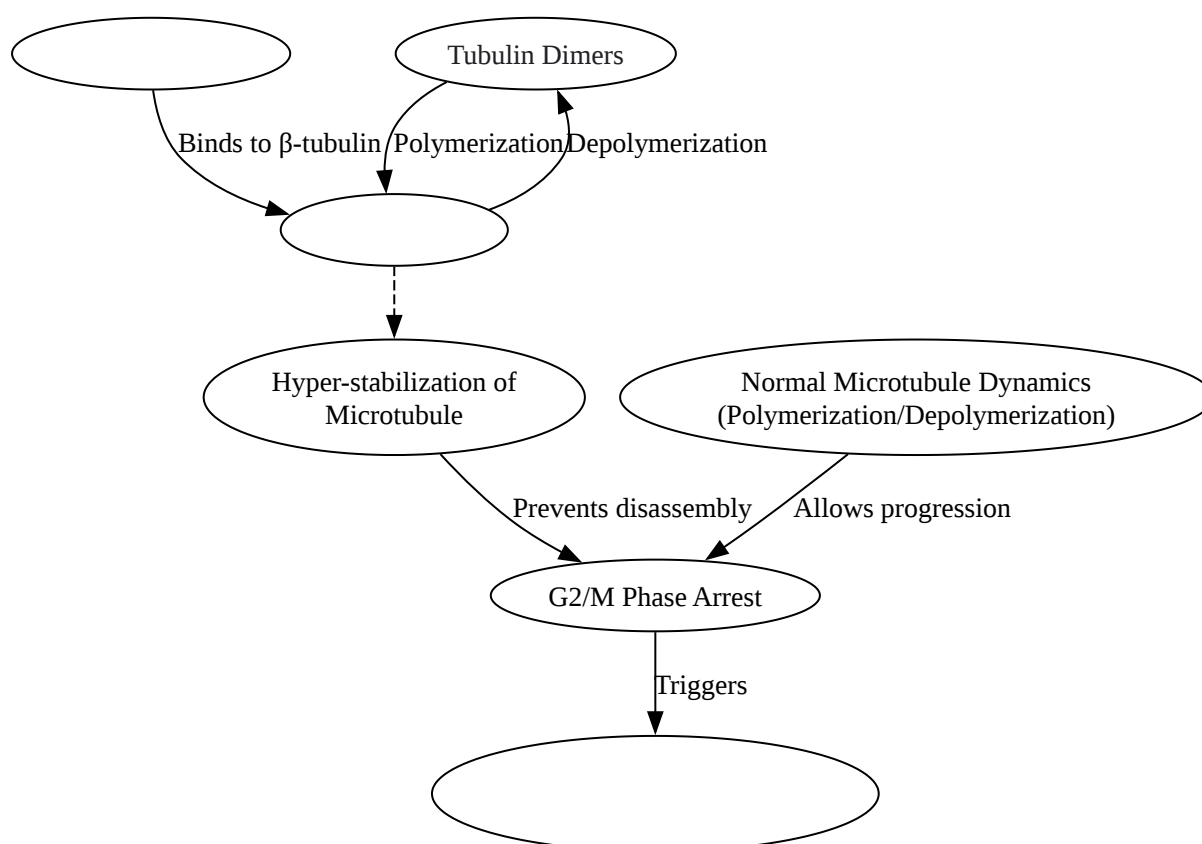 Tubulin Dimers
Binds to β-tubulin
Polymerization
Depolymerization
Hyper-stabilization of
Microtubule
Normal Microtubule Dynamics
(Polymerization/Depolymerization)
Prevents disassembly
Allows progression
G2/M Phase Arrest
Triggers